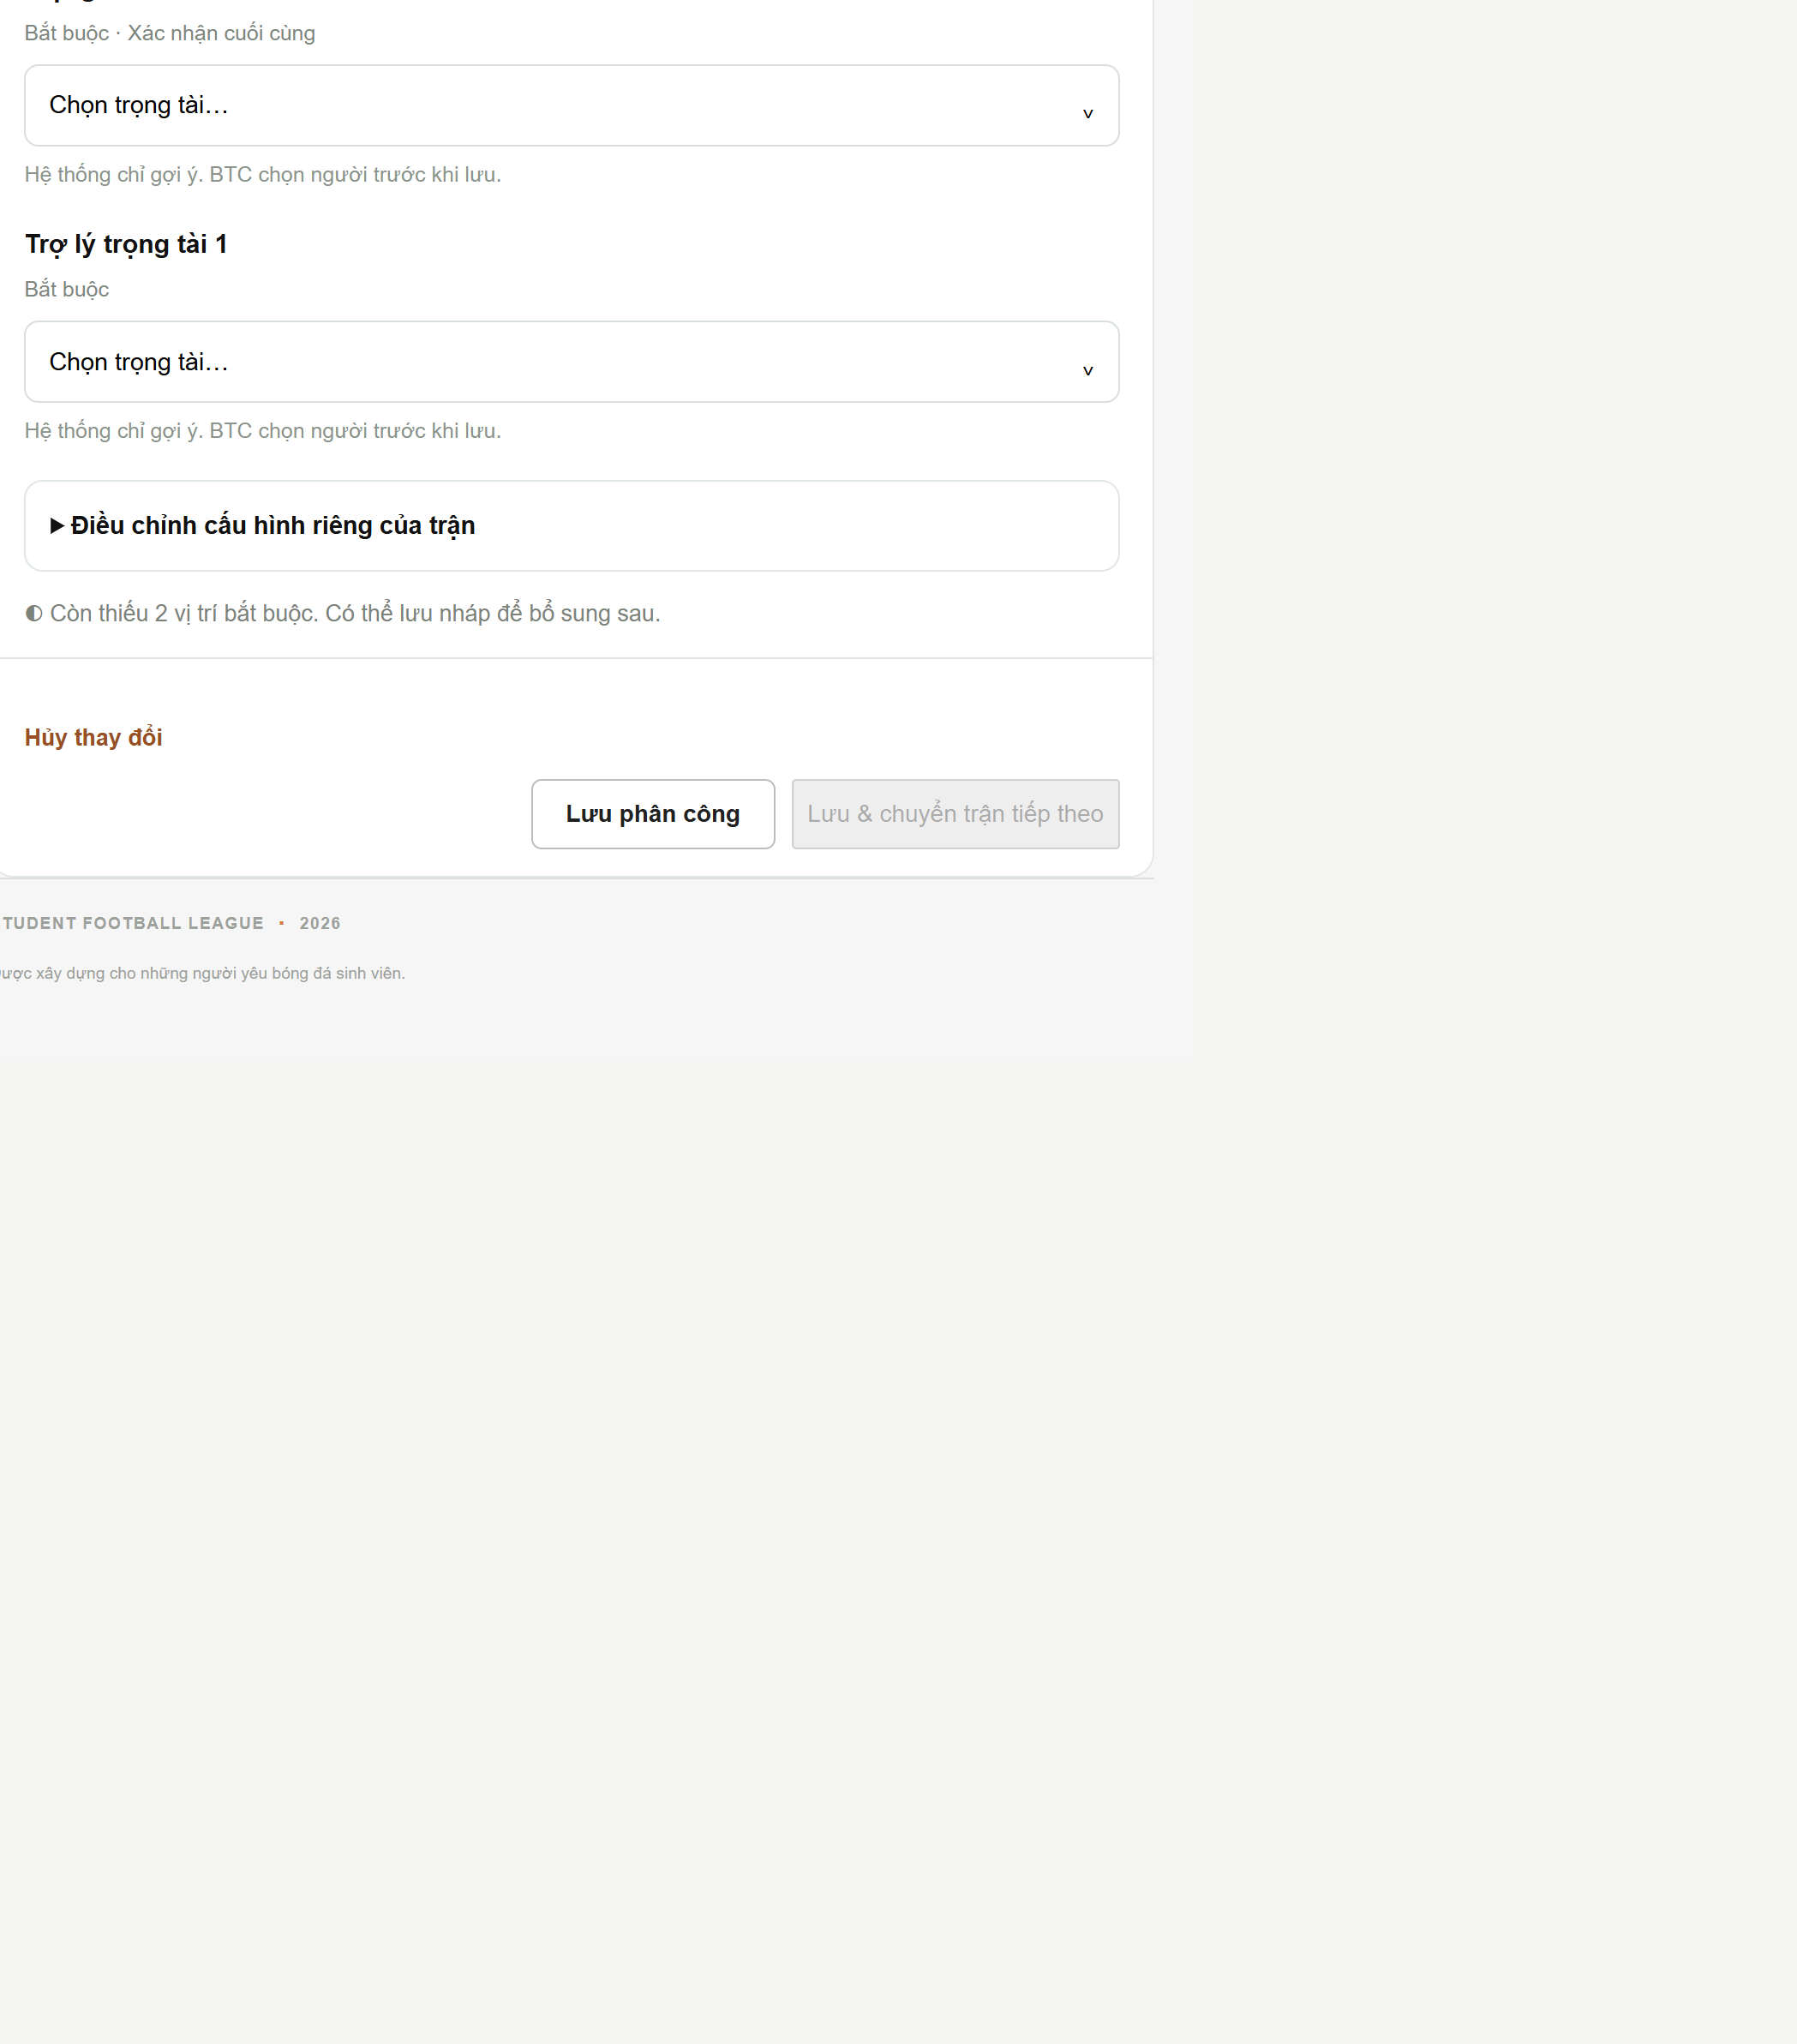 Bắt buộc · Xác nhận cuối cùng
Chọn trọng tài...
Hệ thống chỉ gợi ý. BTC chọn người trước khi lưu.
Trợ lý trọng tài 1
Bắt buộc
Chọn trọng tài...
Hệ thống chỉ gợi ý. BTC chọn người trước khi lưu.
Điều chỉnh cấu hình riêng của trận
Còn thiếu 2 vị trí bắt buộc. Có thể lưu nháp để bổ sung sau.
Hủy thay đổi
Lưu phân công
Lưu & chuyển trận tiếp theo
TUDENT FOOTBALL LEAGUE • 2026
ược xây dựng cho những người yêu bóng đá sinh viên.